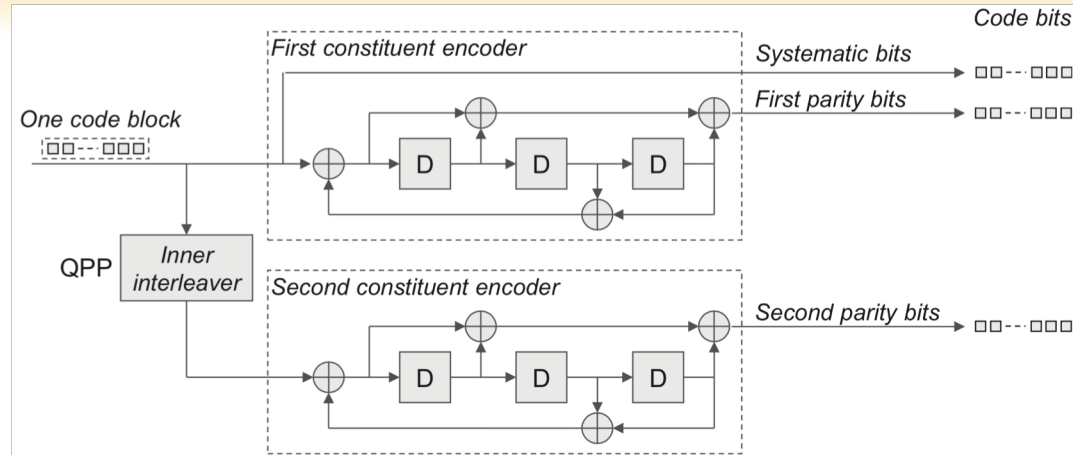 Code bits
First constituent encoder
Systematic bits
First parity bits
One code block
D
D
D
QPP
Inner
interleaver
Second constituent encoder
Second parity bits
D
D
D